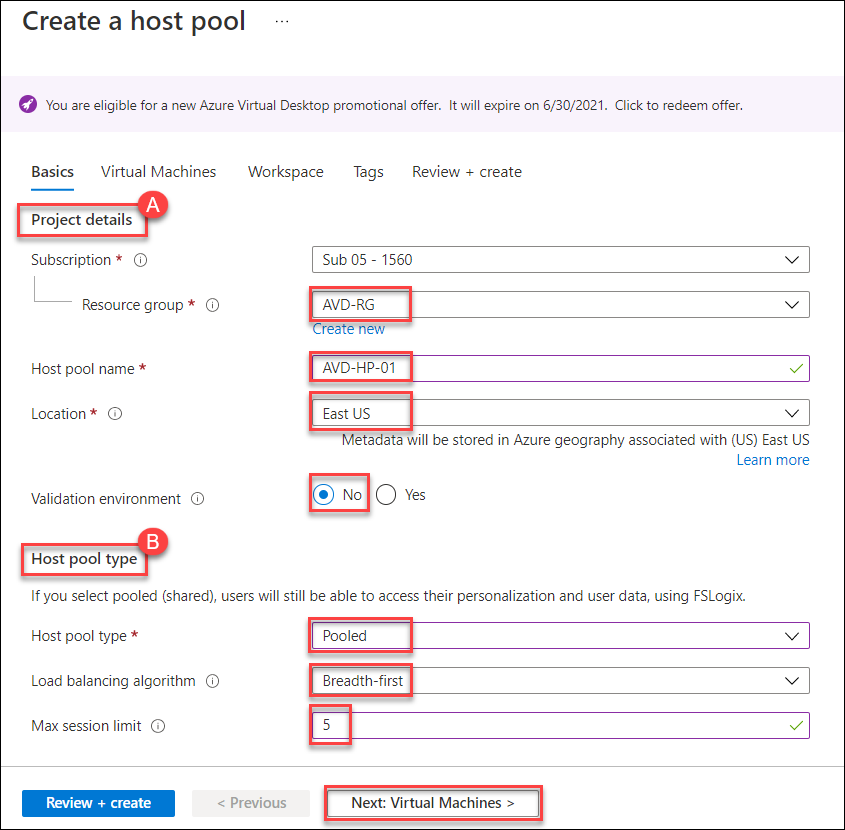 Create a host pool ...
You are eligible for a new Azure Virtual Desktop promotional offer. It will expire on 6/30/2021. Click to redeem offer.
Basics Virtual Machines Workspace Tags Review + create
A
Project details
Subscription * Sub 05 - 1560
Resource group * AVD-RG
Create new
Host pool name * AVD-HP-01
Location * East US
Metadata will be stored in Azure geography associated with (US) East US
Learn more
Validation environment No Yes
B
Host pool type
If you select pooled (shared), users will still be able to access their personalization and user data, using FSLogix.
Host pool type * Pooled
Load balancing algorithm Breadth-first
Max session limit 5
Review + create < Previous Next: Virtual Machines >